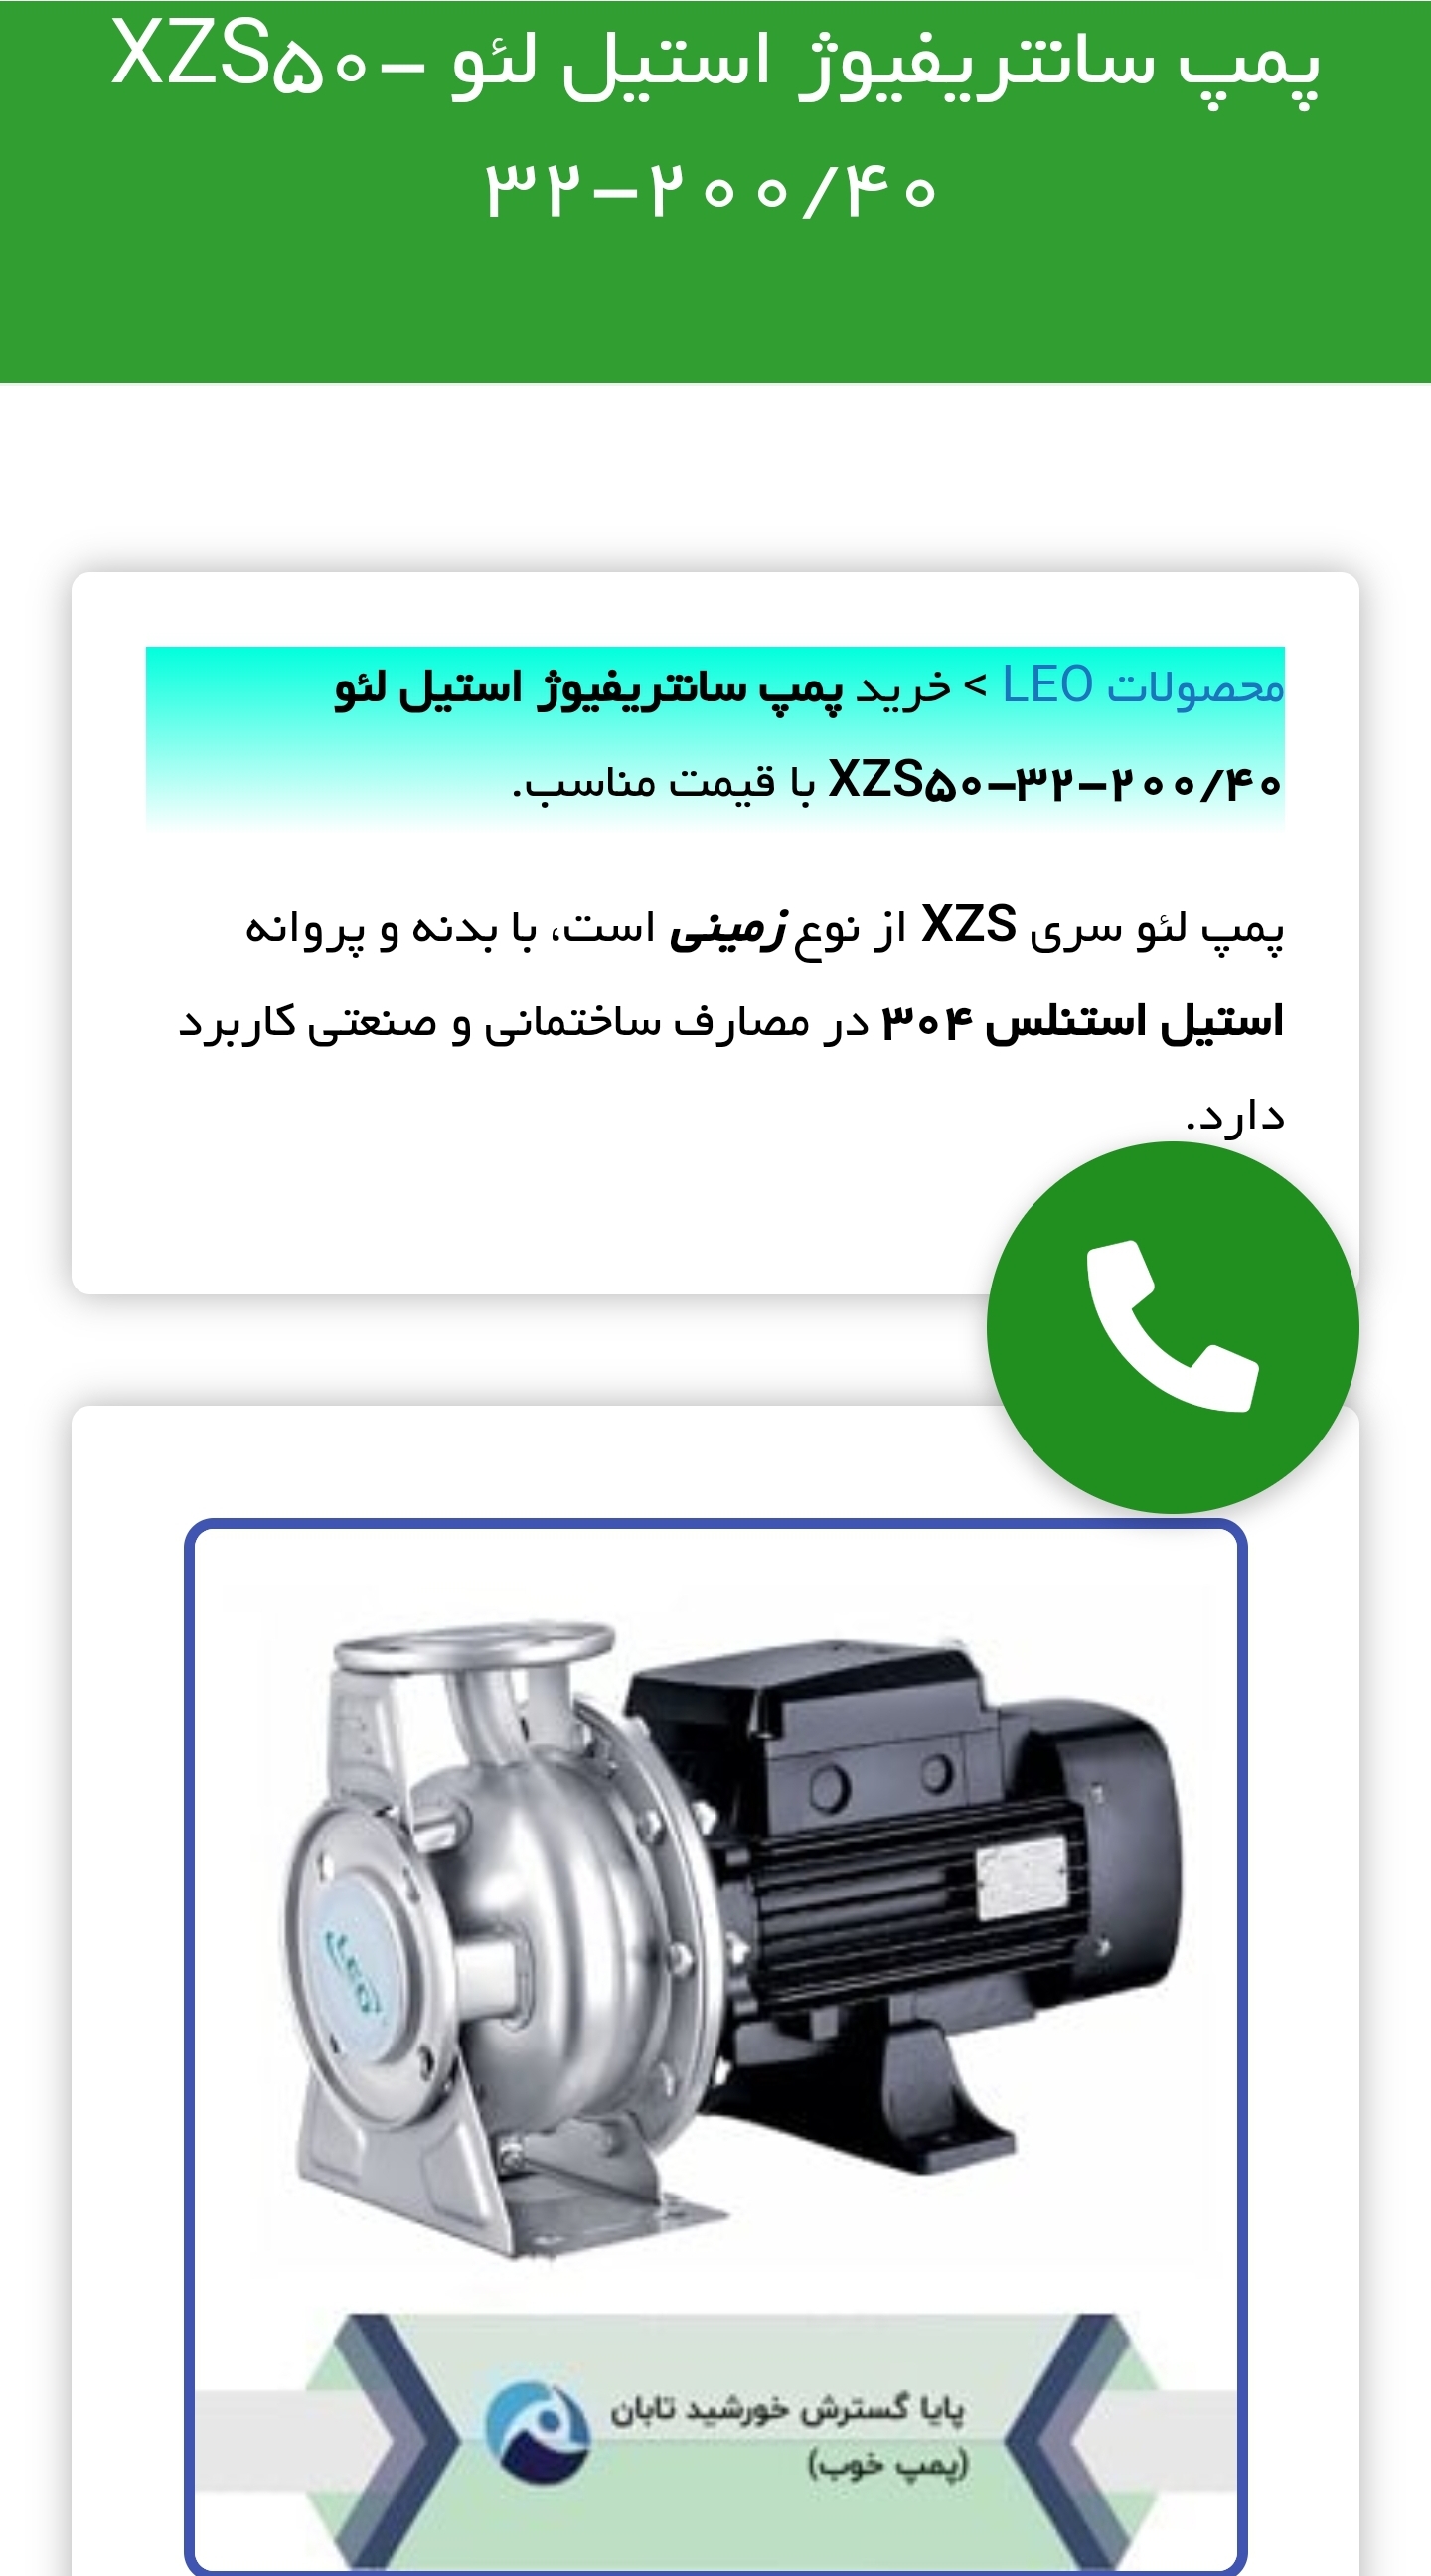 پمپ سانتریفیوژ استیل لئو XZS۵۰-
۳۲-۲۰۰/۴۰
محصولات LEO > خرید پمپ سانتریفیوژ استیل لئو
XZS۵۰-۳۲-۲۰۰/۴۰ با قیمت مناسب.
پمپ لئو سری XZS از نوع زمینی است، با بدنه و پروانه
استیل استنلس ۳۰۴ در مصارف ساختمانی و صنعتی کاربرد
دارد.
LEO
پایا گسترش خورشید تابان
(پمپ خوب)